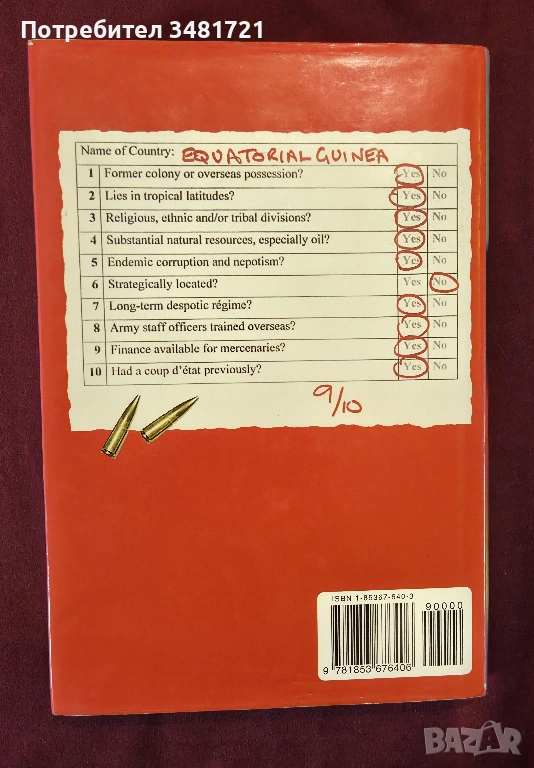 Потребител 3481721
Name of Country: EQUATORIAL GUINEA
1 Former colony or overseas possession? Yes No
2 Lies in tropical latitudes? Yes No
3 Religious, ethnic and/or tribal divisions? Yes No
4 Substantial natural resources, especially oil? Yes No
5 Endemic corruption and nepotism? Yes No
6 Strategically located? Yes No
7 Long-term despotic régime? Yes No
8 Army staff officers trained overseas? Yes No
9 Finance available for mercenaries? Yes No
10 Had a coup d'état previously? Yes No
9/10
ISBN 1-85367-640-3
90000
9 781853 676406
BAZAR